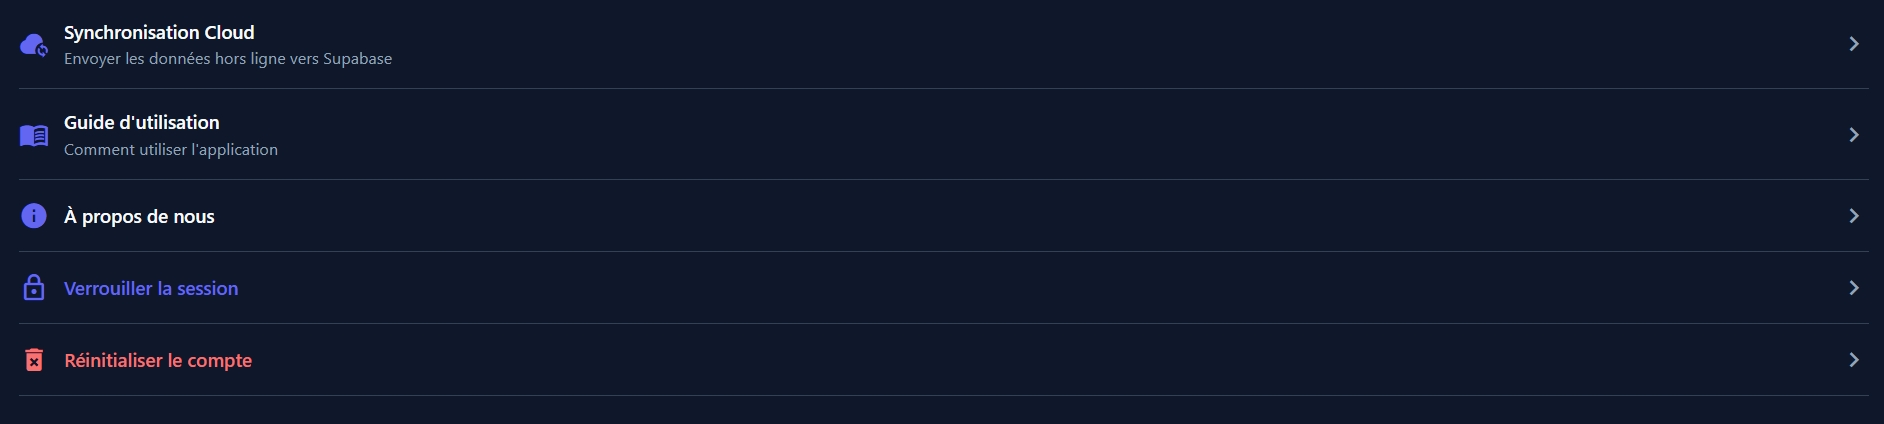 Synchronisation Cloud
Envoyer les données hors ligne vers Supabase
Guide d'utilisation
Comment utiliser l'application
À propos de nous
Verrouiller la session
Réinitialiser le compte